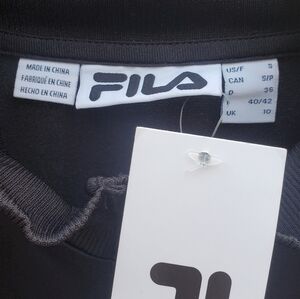 MADE IN CHINA
FABRIQUÉ EN CHINE
HECHO EN CHINA
FILA
US/F S
CAN S/P
D 36
I 40/42
UK 10